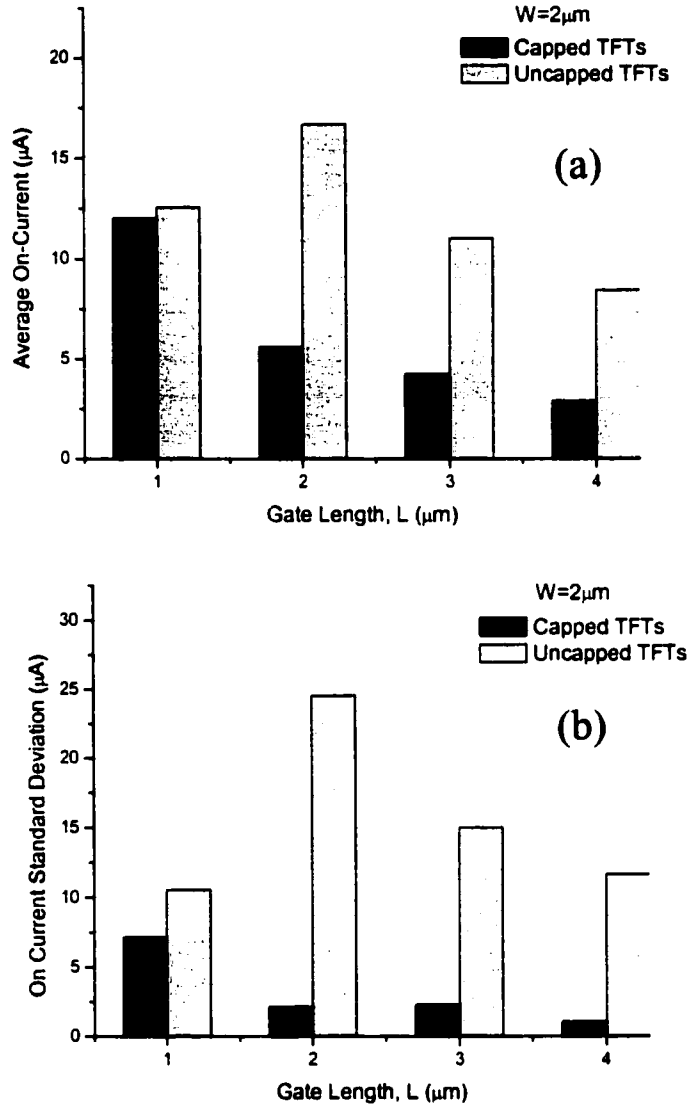 W=2μm
Capped TFTs
Uncapped TFTs
(a)
20
15
10
5
0
Average On-Current (μA)
1 2 3 4
Gate Length, L (μm)
W=2μm
Capped TFTs
Uncapped TFTs
(b)
30
25
20
15
10
5
0
On Current Standard Deviation (μA)
1 2 3 4
Gate Length, L (μm)